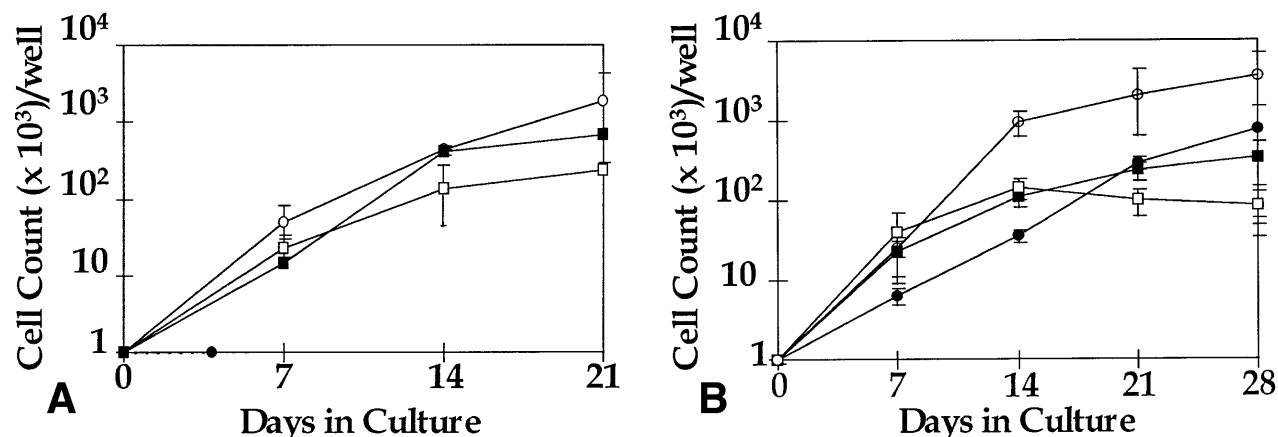 Cell Count (x 10³)/well
10⁴
10³
10²
10
1
0 7 14 21
Days in Culture
A
Cell Count (x 10³)/well
10⁴
10³
10²
10
1
0 7 14 21 28
Days in Culture
B